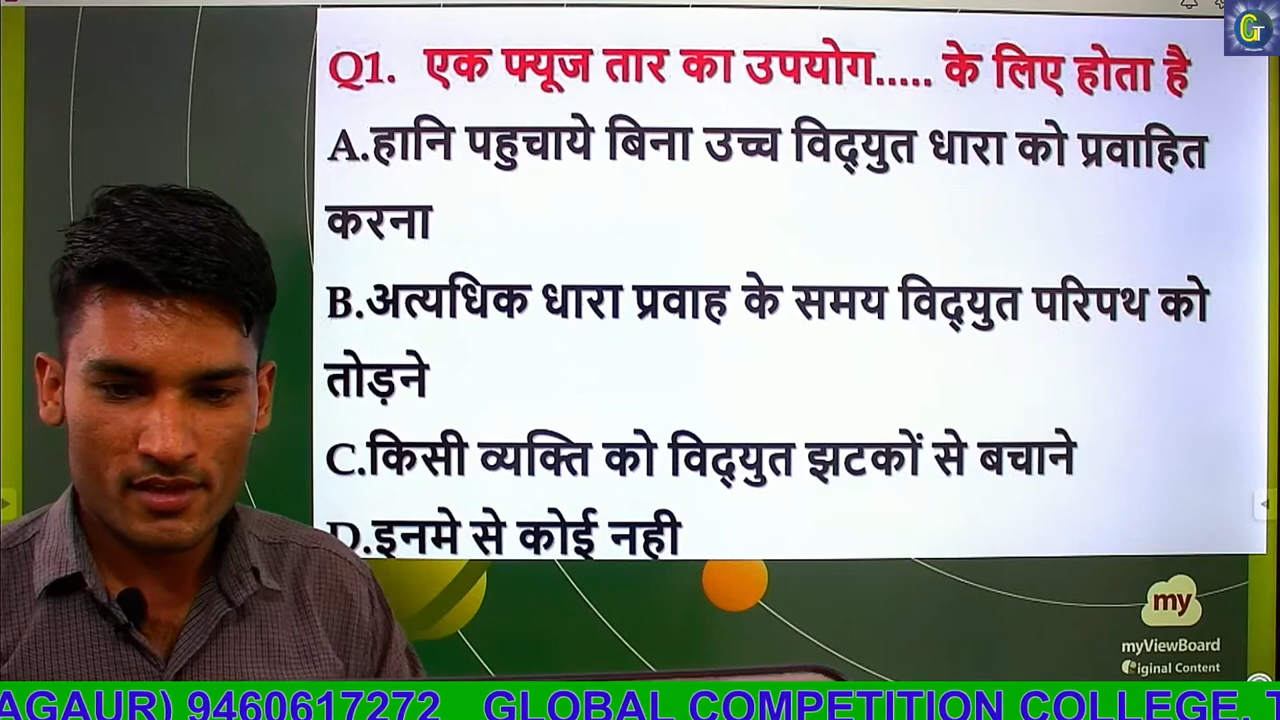 Q1. एक फ्यूज तार का उपयोग..... के लिए होता है
A.हानि पहुचाये बिना उच्च विद्युत धारा को प्रवाहित
करना
B.अत्यधिक धारा प्रवाह के समय विद्युत परिपथ को
तोड़ने
C.किसी व्यक्ति को विद्युत झटकों से बचाने
D.इनमे से कोई नही
my
myViewBoard
iginal Content
AGAUR) 9460617272 GLOBAL COMPETITION COLLEGE, T